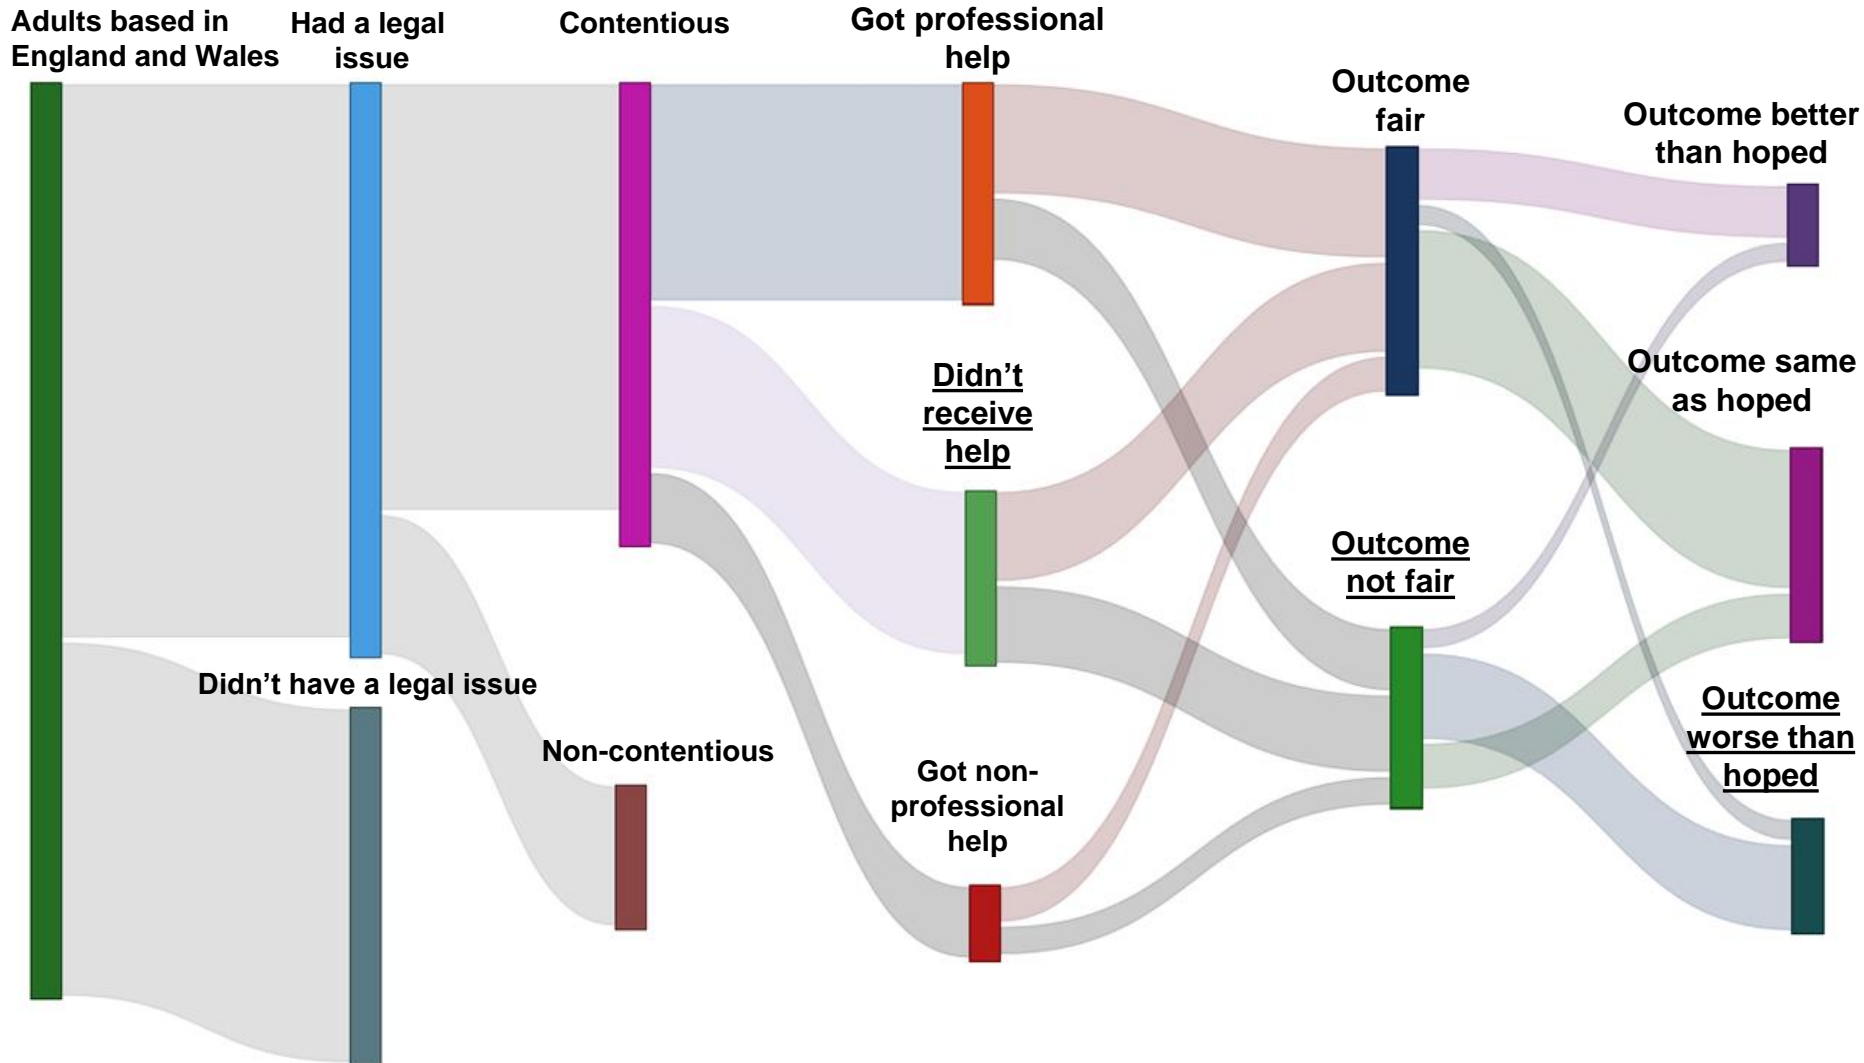 Adults based in
England and Wales
Had a legal
issue
Contentious
Got professional
help
Outcome
fair
Outcome better
than hoped
Didn’t
receive
help
Outcome same
as hoped
Outcome
not fair
Didn’t have a legal issue
Non-contentious
Got non-
professional
help
Outcome
worse than
hoped